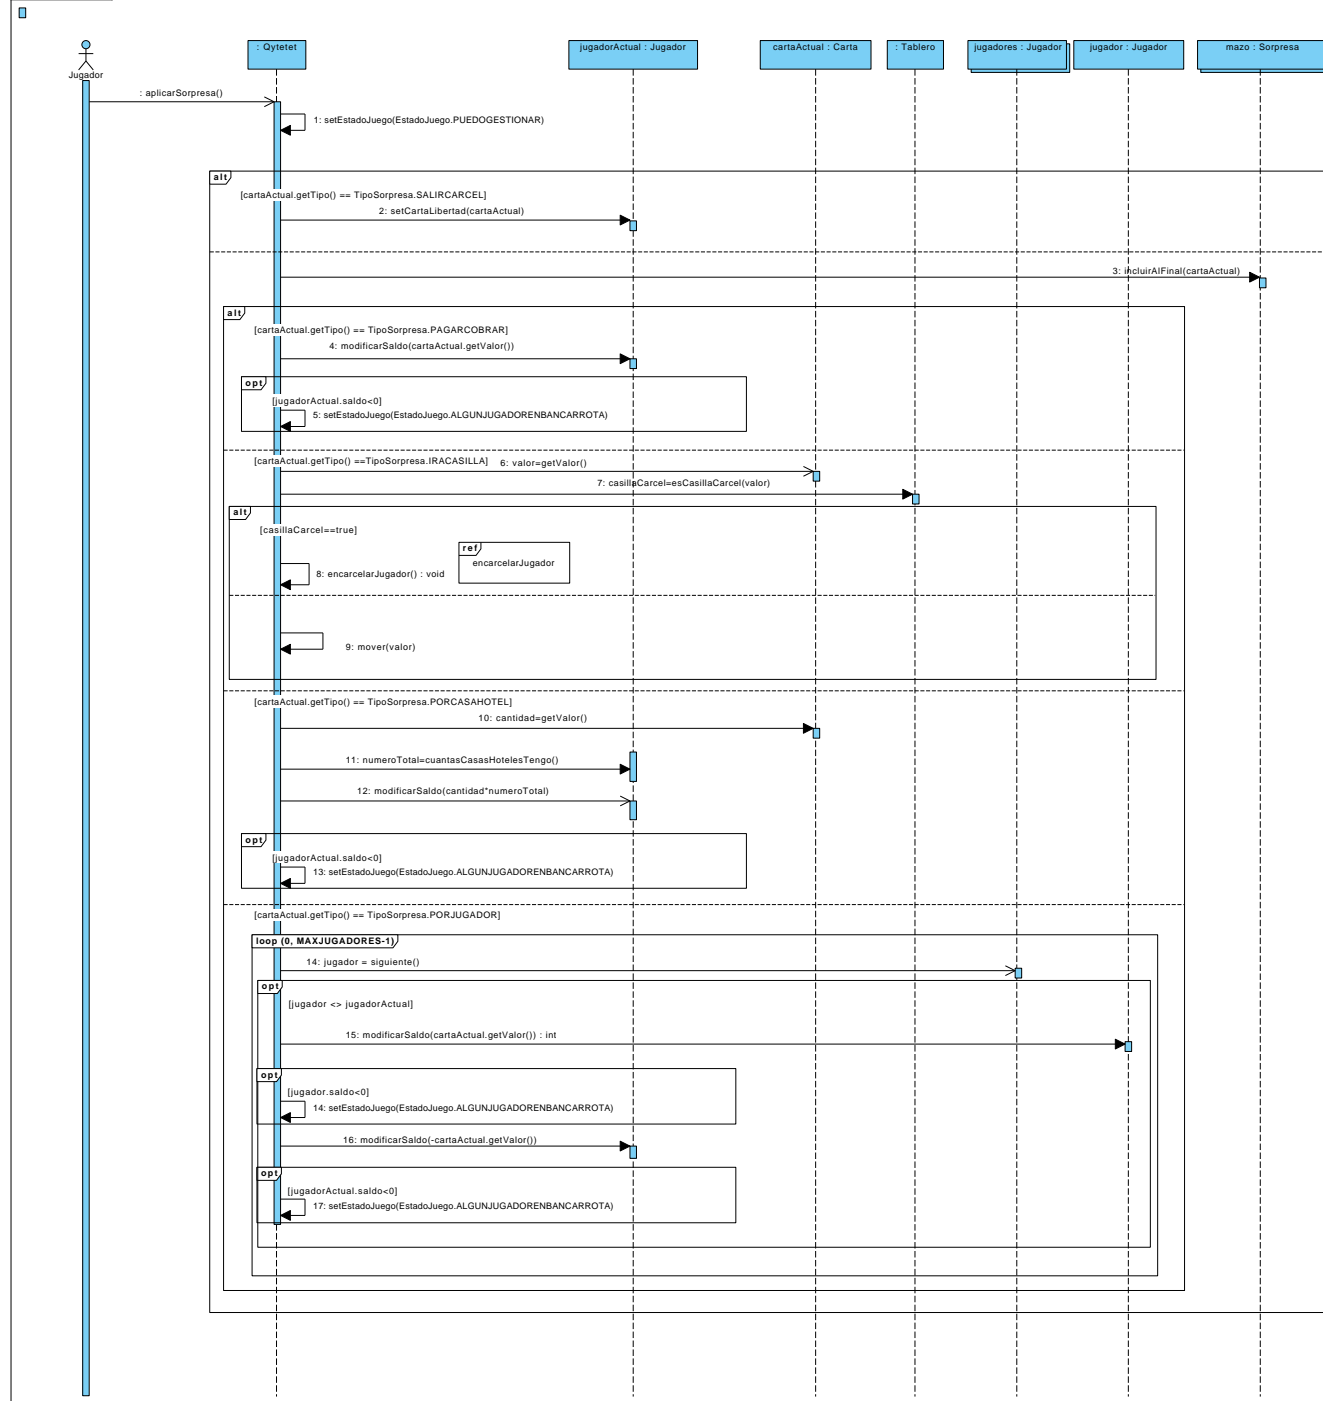 : Qytetet
jugadorActual : Jugador
cartaActual : Carta
: Tablero
jugadores : Jugador
jugador : Jugador
mazo : Sorpresa
Jugador
: aplicarSorpresa()
1: setEstadoJuego(EstadoJuego.PUEDOGESTIONAR)
alt
[cartaActual.getTipo() == TipoSorpresa.SALIRCARCEL]
2: setCartaLibertad(cartaActual)
3: incluirAlFinal(cartaActual)
alt
[cartaActual.getTipo() == TipoSorpresa.PAGARCOBRAR]
4: modificarSaldo(cartaActual.getValor())
opt
[jugadorActual.saldo<0]
5: setEstadoJuego(EstadoJuego.ALGUNJUGADORENBANCARROTA)
[cartaActual.getTipo() ==TipoSorpresa.IRACASILLA]
6: valor=getValor()
7: casillaCarcel=esCasillaCarcel(valor)
alt
[casillaCarcel==true]
ref
encarcelarJugador
8: encarcelarJugador() : void
9: mover(valor)
[cartaActual.getTipo() == TipoSorpresa.PORCASAHOTEL]
10: cantidad=getValor()
11: numeroTotal=cuantasCasasHotelesTengo()
12: modificarSaldo(cantidad*numeroTotal)
opt
[jugadorActual.saldo<0]
13: setEstadoJuego(EstadoJuego.ALGUNJUGADORENBANCARROTA)
[cartaActual.getTipo() == TipoSorpresa.PORJUGADOR]
loop (0, MAXJUGADORES-1)
14: jugador = siguiente()
opt
[jugador <> jugadorActual]
15: modificarSaldo(cartaActual.getValor()) : int
opt
[jugador.saldo<0]
14: setEstadoJuego(EstadoJuego.ALGUNJUGADORENBANCARROTA)
16: modificarSaldo(-cartaActual.getValor())
opt
[jugadorActual.saldo<0]
17: setEstadoJuego(EstadoJuego.ALGUNJUGADORENBANCARROTA)